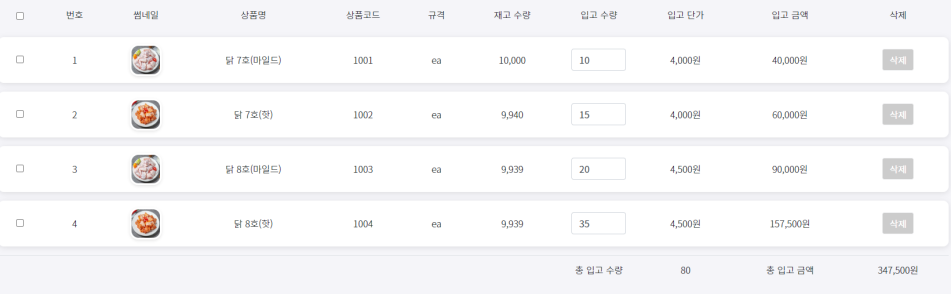 번호 썸네일 상품명 상품코드 규격 재고 수량 입고 수량 입고 단가 입고 금액 삭제
1 닭 7호(마일드) 1001 ea 10,000 10 4,000원 40,000원 삭제
2 닭 7호(핫) 1002 ea 9,940 15 4,000원 60,000원 삭제
3 닭 8호(마일드) 1003 ea 9,939 20 4,500원 90,000원 삭제
4 닭 8호(핫) 1004 ea 9,939 35 4,500원 157,500원 삭제
총 입고 수량 80 총 입고 금액 347,500원